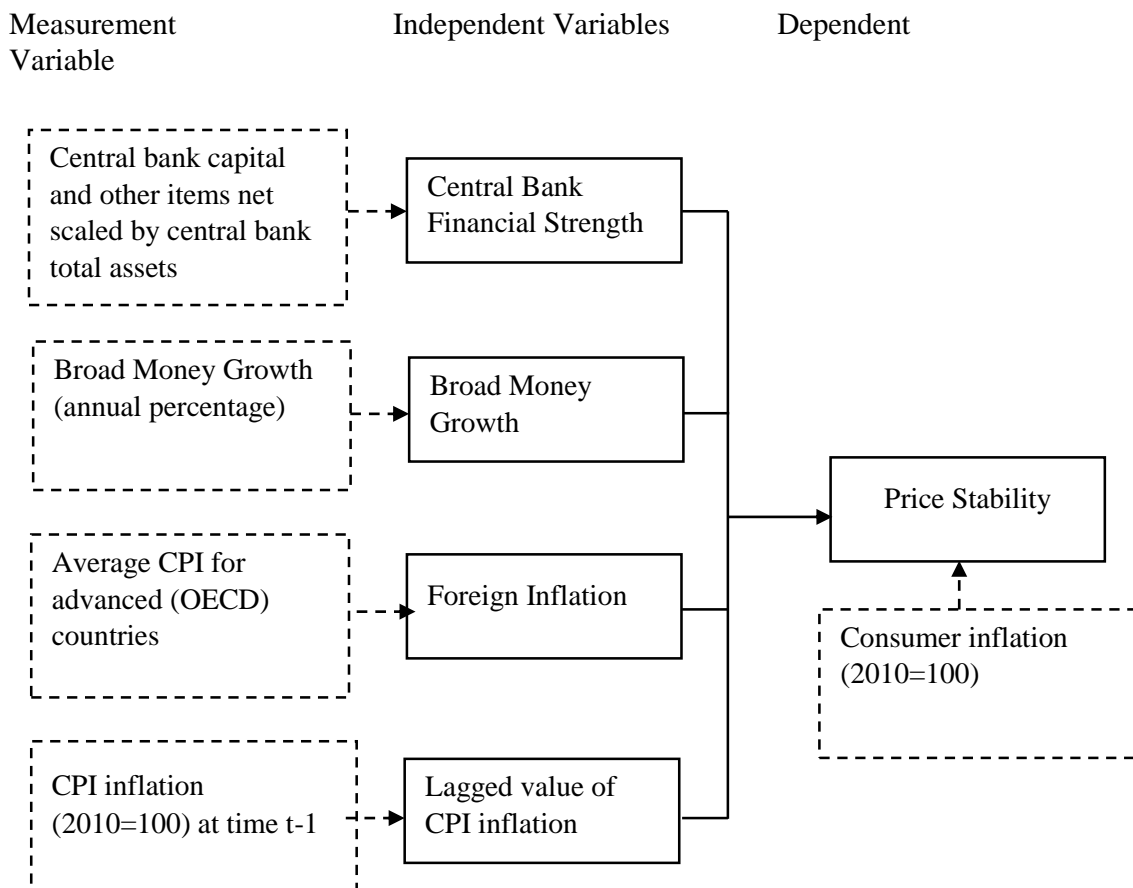 Measurement
Variable
Independent Variables
Dependent
Central bank capital
and other items net
scaled by central bank
total assets
Central Bank
Financial Strength
Broad Money Growth
(annual percentage)
Broad Money
Growth
Price Stability
Average CPI for
advanced (OECD)
countries
Foreign Inflation
Consumer inflation
(2010=100)
CPI inflation
(2010=100) at time t-1
Lagged value of
CPI inflation